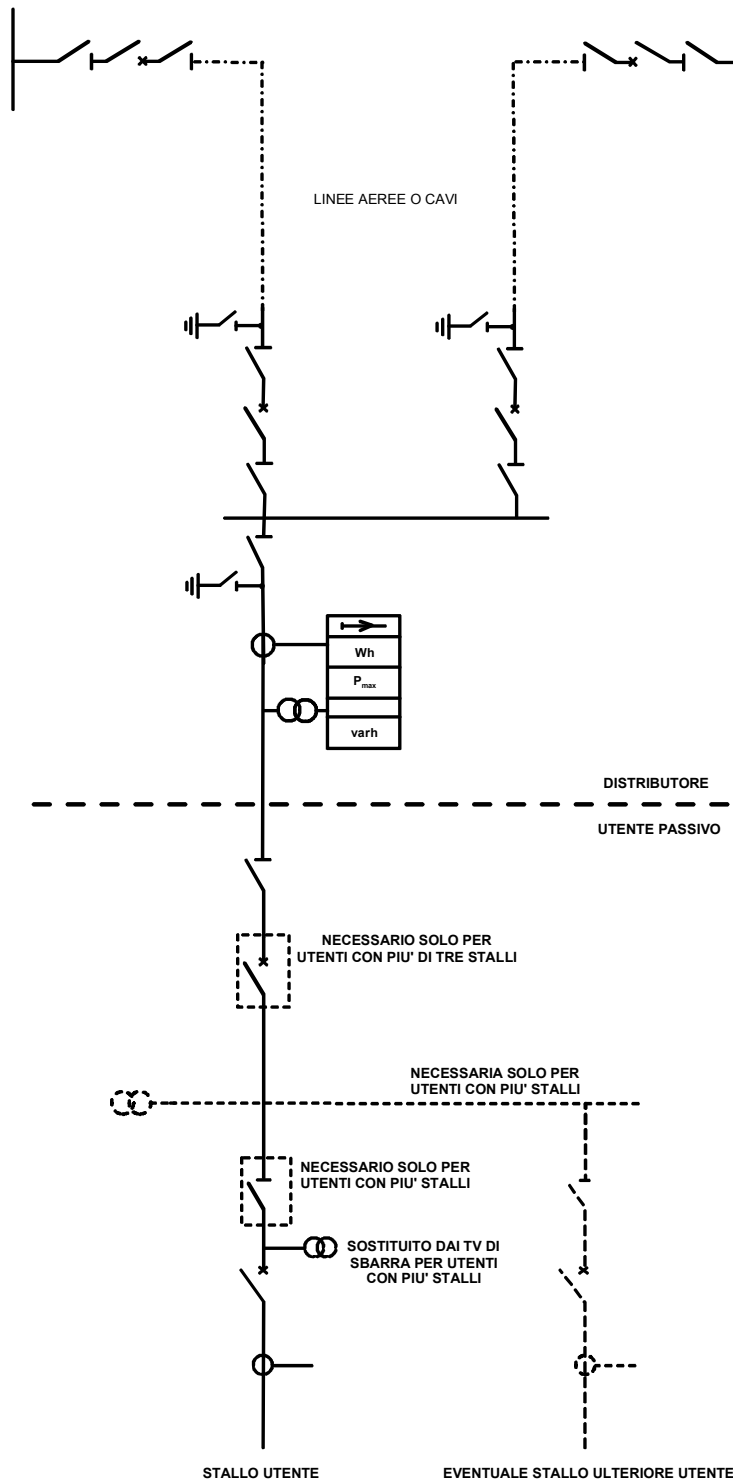 LINEE AEREE O CAVI
Wh
Pmax
varh
DISTRIBUTORE
UTENTE PASSIVO
NECESSARIO SOLO PER
UTENTI CON PIU' DI TRE STALLI
NECESSARIA SOLO PER
UTENTI CON PIU' STALLI
NECESSARIO SOLO PER
UTENTI CON PIU' STALLI
SOSTITUITO DAI TV DI
SBARRA PER UTENTI
CON PIU' STALLI
STALLO UTENTE
EVENTUALE STALLO ULTERIORE UTENTE